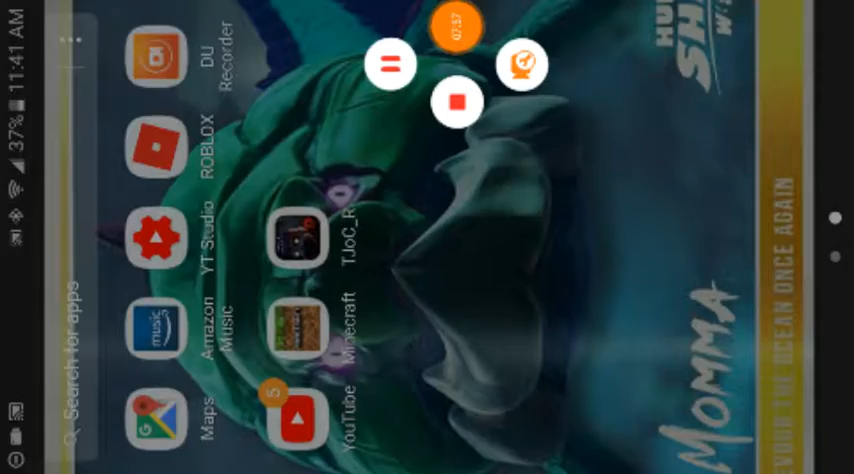 37% 11:41 AM
Search for apps
Maps
Amazon
Music
YT Studio
ROBLOX
DU
Recorder
5
YouTube
Minecraft
TJoC_R
07:57
MOMMA
OCEAN ONCE AGAIN